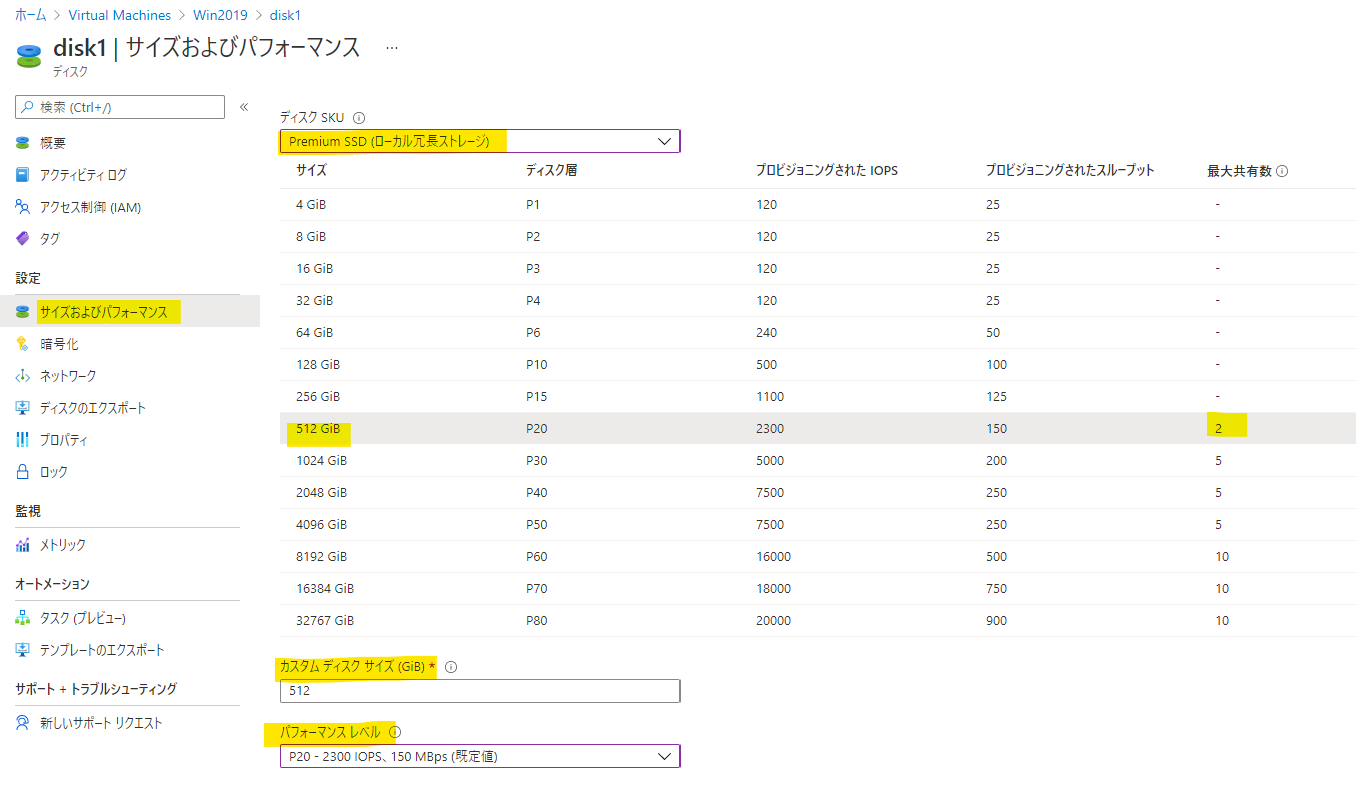 ホーム > Virtual Machines > Win2019 > disk1
disk1 | サイズおよびパフォーマンス ...
ディスク
検索 (Ctrl+/)
«
概要
アクティビティ ログ
アクセス制御 (IAM)
タグ
設定
サイズおよびパフォーマンス
暗号化
ネットワーク
ディスクのエクスポート
プロパティ
ロック
監視
メトリック
オートメーション
タスク (プレビュー)
テンプレートのエクスポート
サポート + トラブルシューティング
新しいサポート リクエスト
ディスク SKU
Premium SSD (ローカル冗長ストレージ)
サイズ ディスク層 プロビジョニングされた IOPS プロビジョニングされたスループット 最大共有数
4 GiB P1 120 25 -
8 GiB P2 120 25 -
16 GiB P3 120 25 -
32 GiB P4 120 25 -
64 GiB P6 240 50 -
128 GiB P10 500 100 -
256 GiB P15 1100 125 -
512 GiB P20 2300 150 2
1024 GiB P30 5000 200 5
2048 GiB P40 7500 250 5
4096 GiB P50 7500 250 5
8192 GiB P60 16000 500 10
16384 GiB P70 18000 750 10
32767 GiB P80 20000 900 10
カスタム ディスク サイズ (GiB) *
512
パフォーマンス レベル
P20 - 2300 IOPS、150 MBps (既定値)